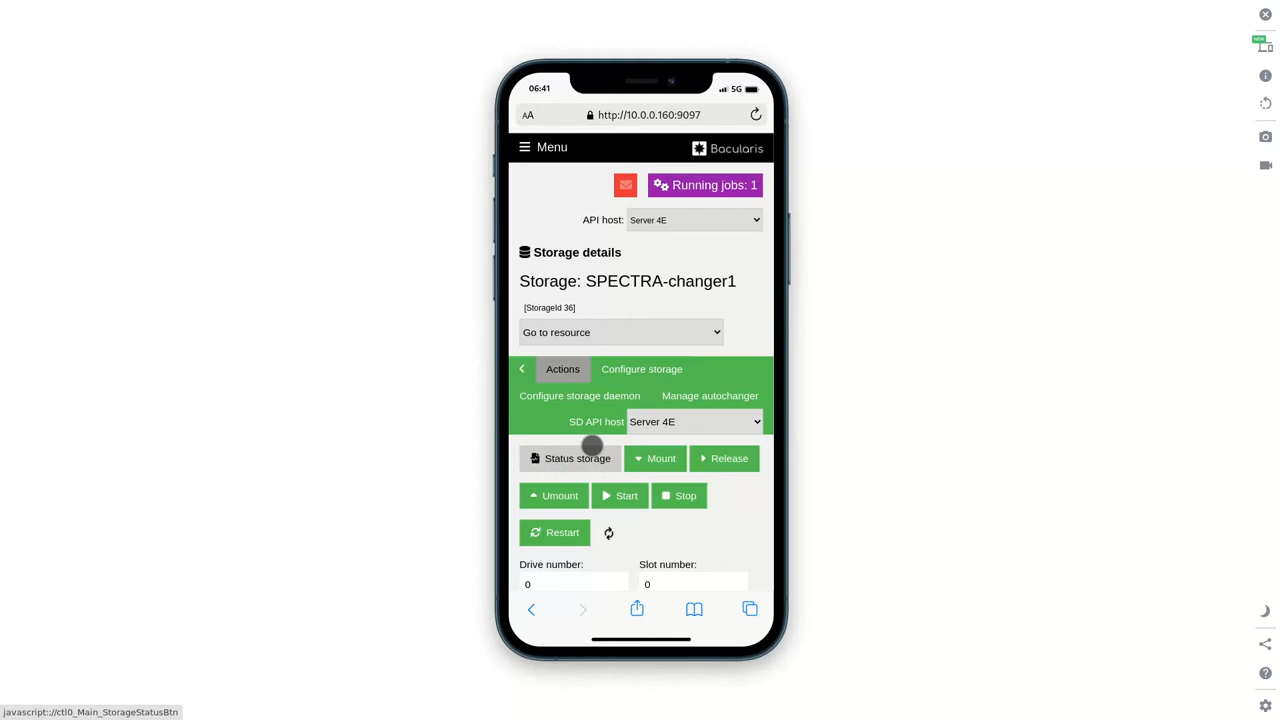 NEW
06:41 5G
AA http://10.0.0.160:9097
Menu Bacularis
Running jobs: 1
API host: Server 4E
Storage details
Storage: SPECTRA-changer1
[StorageId 36]
Go to resource
Actions Configure storage
Configure storage daemon Manage autochanger
SD API host Server 4E
Status storage Mount Release
Umount Start Stop
Restart
Drive number: Slot number:
0 0
javascript:://ctl0_Main_StorageStatusBtn